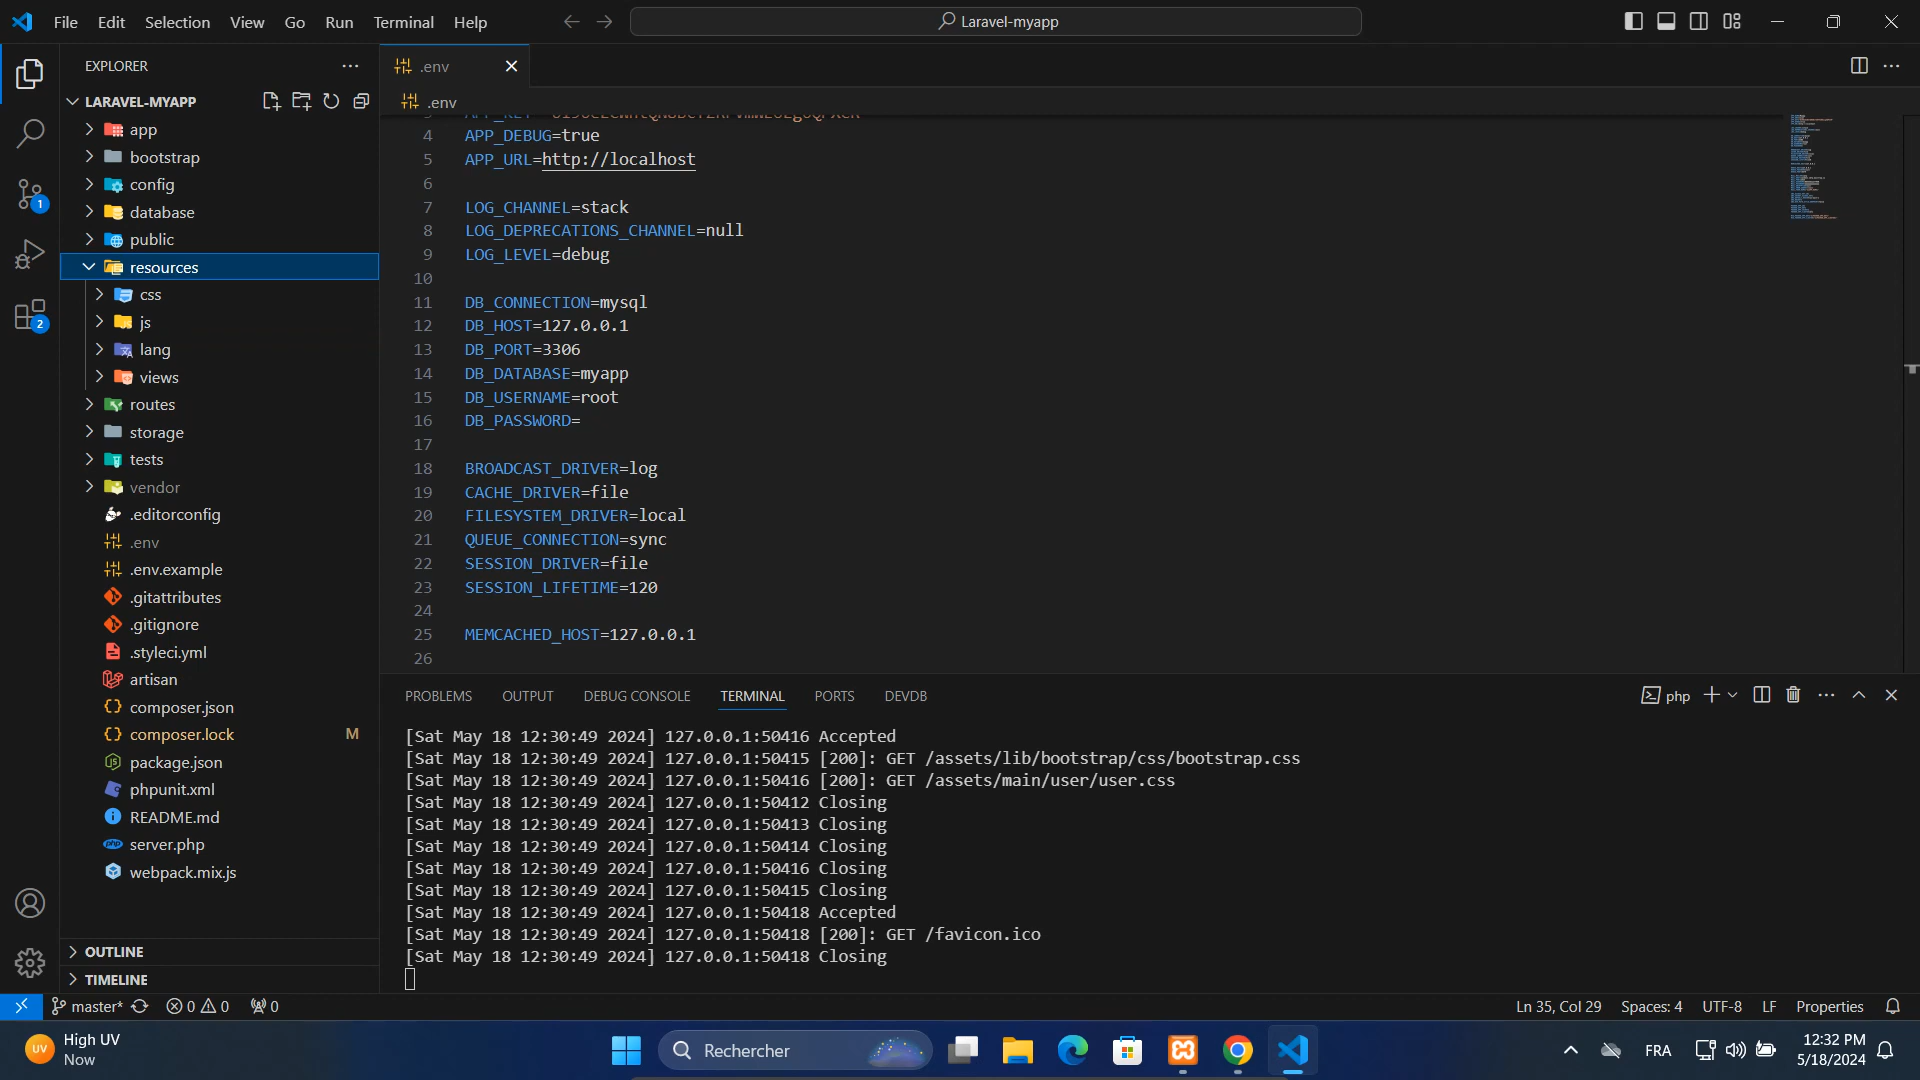 File Edit Selection View Go Run Terminal Help
Laravel-myapp
EXPLORER
LARAVEL-MYAPP
app
bootstrap
config
database
public
resources
css
js
lang
views
routes
storage
tests
vendor
.editorconfig
.env
.env.example
.gitattributes
.gitignore
.styleci.yml
artisan
composer.json
composer.lock M
package.json
phpunit.xml
README.md
server.php
webpack.mix.js
OUTLINE
TIMELINE
1
2
.env
.env
4 APP_DEBUG=true
5 APP_URL=http://localhost
6
7 LOG_CHANNEL=stack
8 LOG_DEPRECATIONS_CHANNEL=null
9 LOG_LEVEL=debug
10
11 DB_CONNECTION=mysql
12 DB_HOST=127.0.0.1
13 DB_PORT=3306
14 DB_DATABASE=myapp
15 DB_USERNAME=root
16 DB_PASSWORD=
17
18 BROADCAST_DRIVER=log
19 CACHE_DRIVER=file
20 FILESYSTEM_DRIVER=local
21 QUEUE_CONNECTION=sync
22 SESSION_DRIVER=file
23 SESSION_LIFETIME=120
24
25 MEMCACHED_HOST=127.0.0.1
26
PROBLEMS OUTPUT DEBUG CONSOLE TERMINAL PORTS DEVDB
php
[Sat May 18 12:30:49 2024] 127.0.0.1:50416 Accepted
[Sat May 18 12:30:49 2024] 127.0.0.1:50415 [200]: GET /assets/lib/bootstrap/css/bootstrap.css
[Sat May 18 12:30:49 2024] 127.0.0.1:50416 [200]: GET /assets/main/user/user.css
[Sat May 18 12:30:49 2024] 127.0.0.1:50412 Closing
[Sat May 18 12:30:49 2024] 127.0.0.1:50413 Closing
[Sat May 18 12:30:49 2024] 127.0.0.1:50414 Closing
[Sat May 18 12:30:49 2024] 127.0.0.1:50416 Closing
[Sat May 18 12:30:49 2024] 127.0.0.1:50415 Closing
[Sat May 18 12:30:49 2024] 127.0.0.1:50418 Accepted
[Sat May 18 12:30:49 2024] 127.0.0.1:50418 [200]: GET /favicon.ico
[Sat May 18 12:30:49 2024] 127.0.0.1:50418 Closing
master* 0 0 0
Ln 35, Col 29 Spaces: 4 UTF-8 LF Properties
UV
High UV
Now
Rechercher
FRA
12:32 PM
5/18/2024